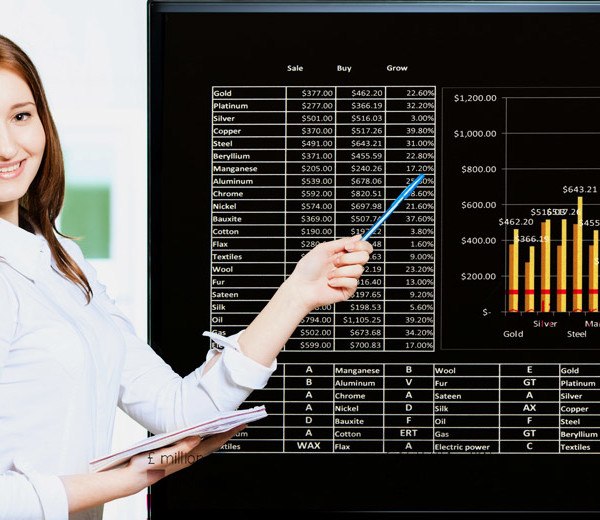 Sale Buy Grow
Gold $377.00 $462.20 22.60%
Platinum $277.00 $366.19 32.20%
Silver $501.00 $516.03 3.00%
Copper $370.00 $517.26 39.80%
Steel $491.00 $643.21 31.00%
Beryllium $371.00 $455.59 22.80%
Manganese $205.00 $240.26 17.20%
Aluminum $539.00 $678.06
Chrome $592.00 $820.51
Nickel $574.00 $697.98 21.60%
Bauxite $369.00 37.60%
Cotton $190.00 3.80%
Flax 1.60%
Textiles 9.00%
Wool 23.20%
Fur 13.00%
Sateen 9.20%
Silk $198.53 5.60%
Oil $794.00 $1,105.25 39.20%
Gas $502.00 $673.68 34.20%
$599.00 $700.83 17.00%
$1,200.00
$1,000.00
$800.00
$600.00
$400.00
$200.00
$-
$643.21
$462.20
$366.19
Silver
Gold Steel
A Manganese B Wool E Gold
B Aluminum V Fur GT Platinum
A Chrome A Sateen A Silver
A Nickel D Silk AX Copper
D Bauxite F Oil F Steel
A Cotton ERT Gas GT Beryllium
WAX Flax A Electric power C Textiles
£ million